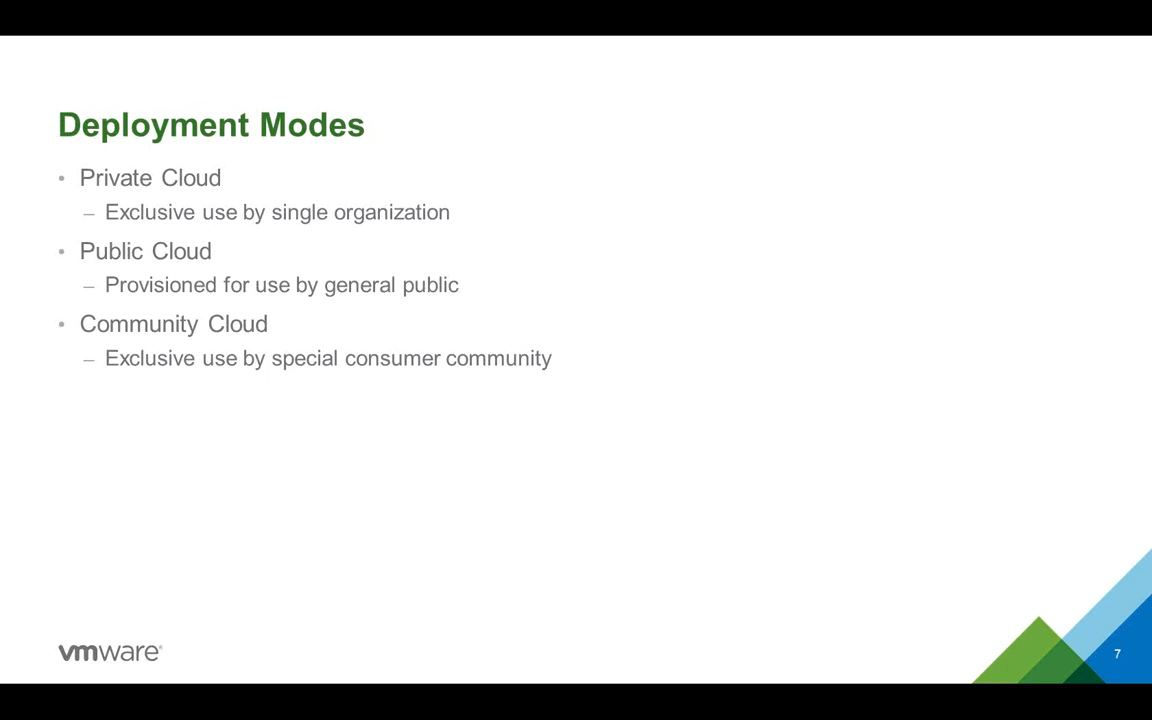 Deployment Modes
• Private Cloud
– Exclusive use by single organization
• Public Cloud
– Provisioned for use by general public
• Community Cloud
– Exclusive use by special consumer community
vmware®
7